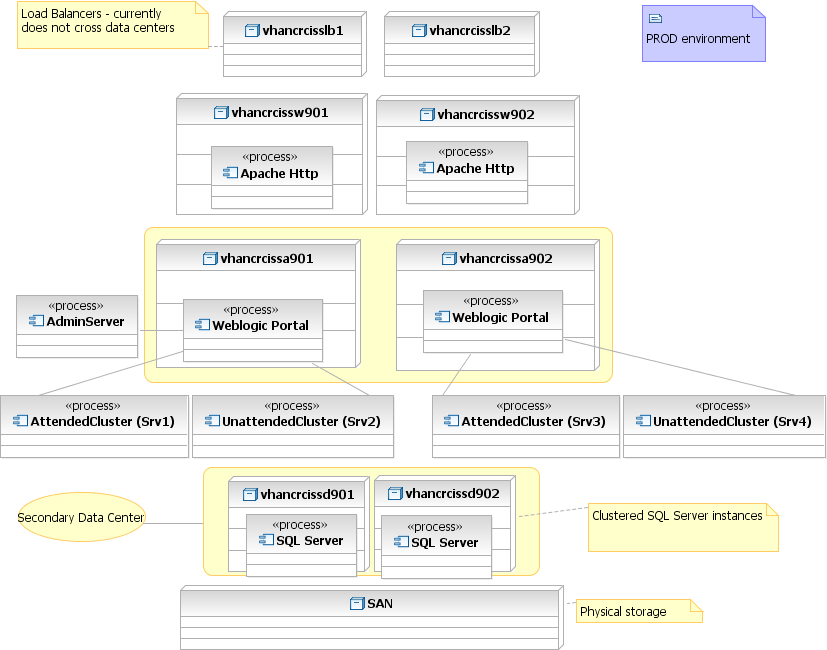 Load Balancers - currently
does not cross data centers
vhancrcisslb1
vhancrcisslb2
PROD environment
vhancrcissw901
«process»
Apache Http
vhancrcissw902
«process»
Apache Http
vhancrcissa901
«process»
Weblogic Portal
vhancrcissa902
«process»
Weblogic Portal
«process»
AdminServer
«process»
AttendedCluster (Srv1)
«process»
UnattendedCluster (Srv2)
«process»
AttendedCluster (Srv3)
«process»
UnattendedCluster (Srv4)
Secondary Data Center
vhancrcissd901
«process»
SQL Server
vhancrcissd902
«process»
SQL Server
Clustered SQL Server instances
SAN
Physical storage